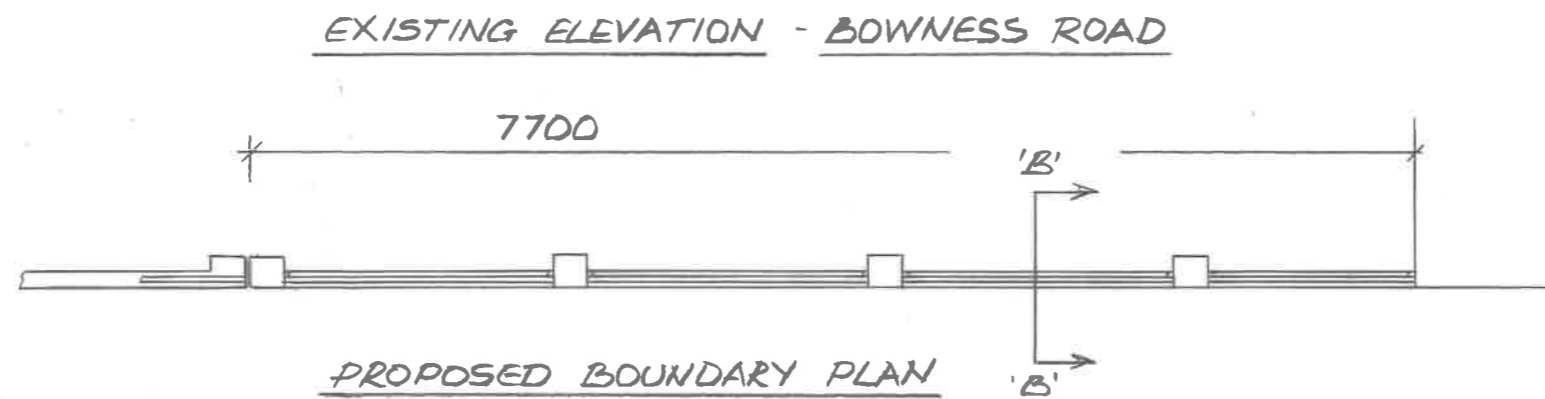 EXISTING ELEVATION - BOWNESS ROAD
7700
'B'
PROPOSED BOUNDARY PLAN
'B'